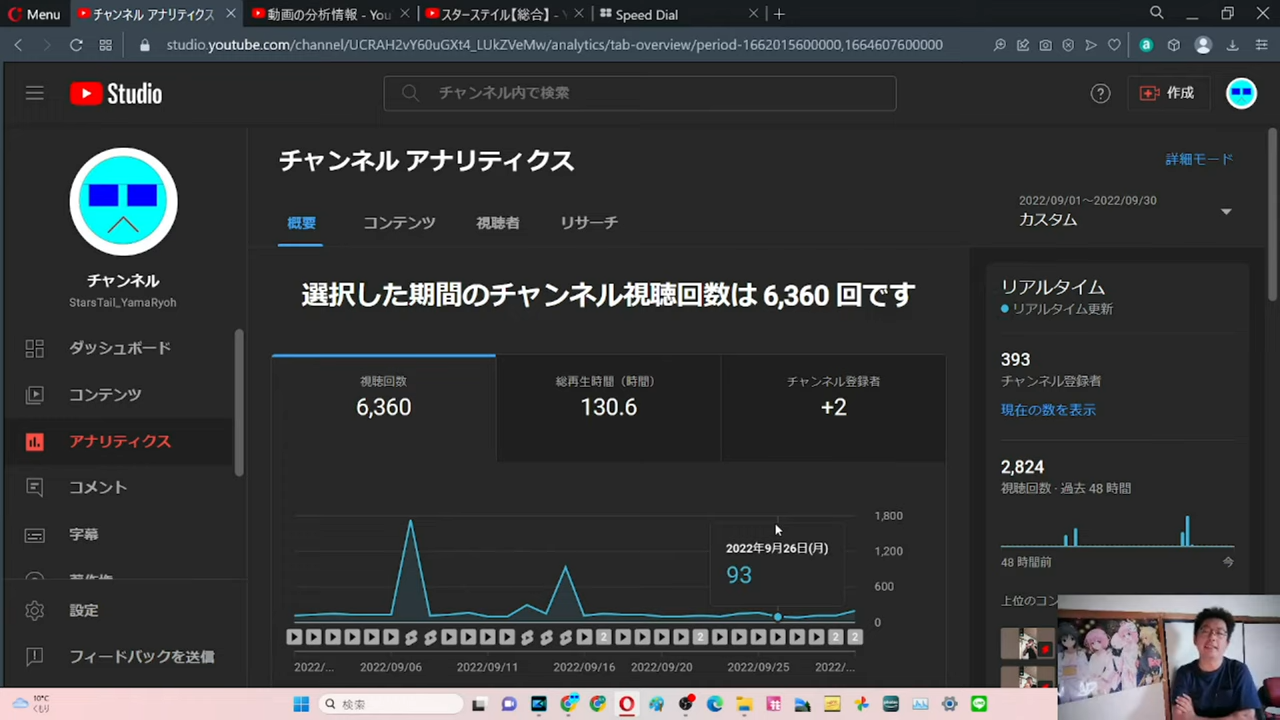 Menu
チャンネル アナリティクス
動画の分析情報 - You
スターステイル【総合】 - Y
Speed Dial
studio.youtube.com/channel/UCRAH2vY60uGXt4_LUkZVeMw/analytics/tab-overview/period-1662015600000,1664607600000
Studio
チャンネル内で検索
作成
チャンネル
StarsTail_YamaRyoh
ダッシュボード
コンテンツ
アナリティクス
コメント
字幕
著作権
設定
フィードバックを送信
チャンネル アナリティクス
詳細モード
概要
コンテンツ
視聴者
リサーチ
2022/09/01～2022/09/30
カスタム
選択した期間のチャンネル視聴回数は 6,360 回です
視聴回数
6,360
総再生時間（時間）
130.6
チャンネル登録者
+2
1,800
1,200
600
0
2022年9月26日(月)
93
2
2
2
2
2022/...
2022/09/06
2022/09/11
2022/09/16
2022/09/20
2022/09/25
2022/...
リアルタイム
リアルタイム更新
393
チャンネル登録者
現在の数を表示
2,824
視聴回数 · 過去 48 時間
48 時間前
今
上位のコン
10°C
くもり
検索